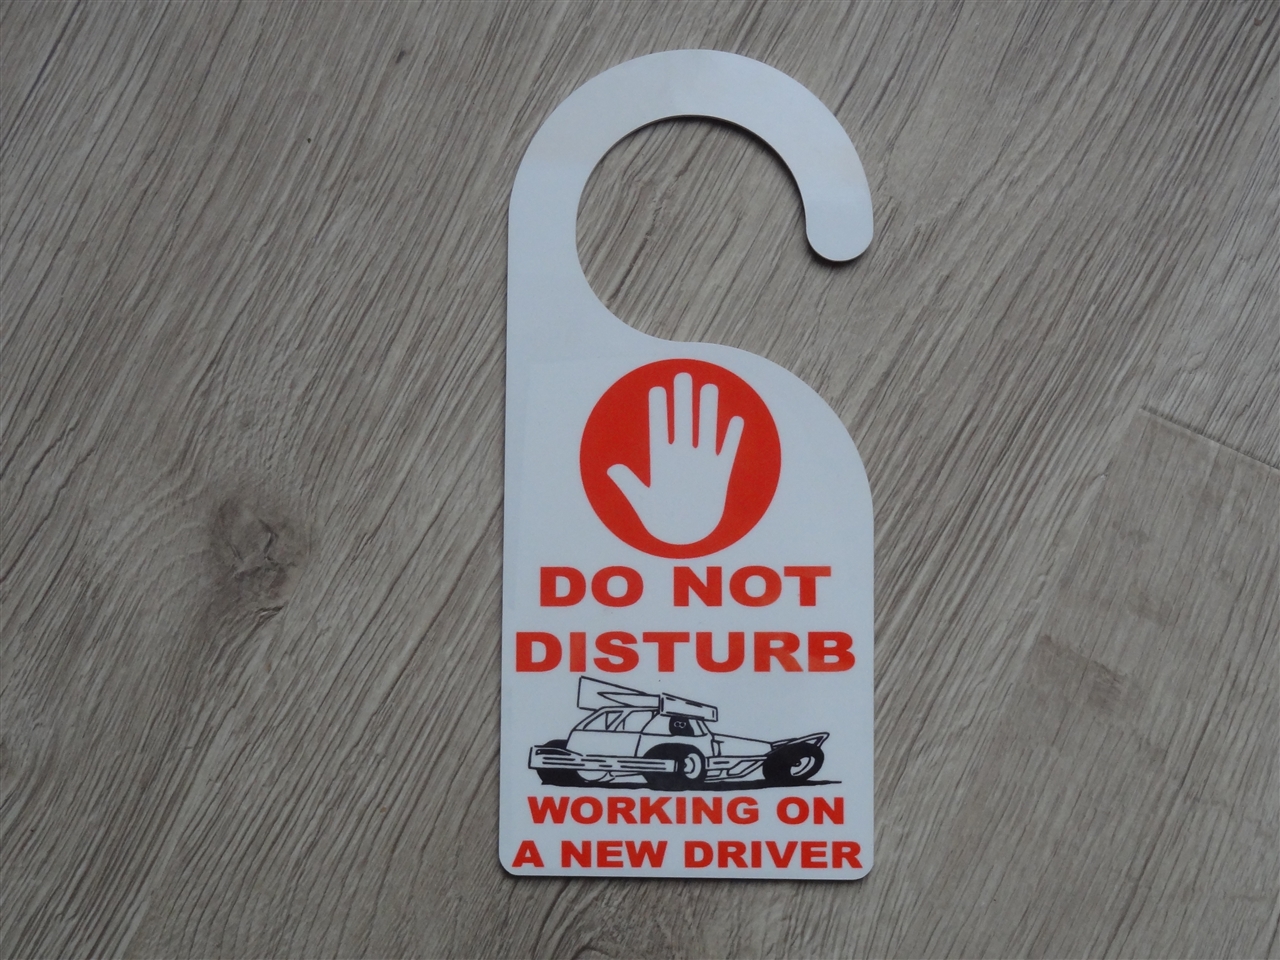 DO NOT
DISTURB
WORKING ON
A NEW DRIVER